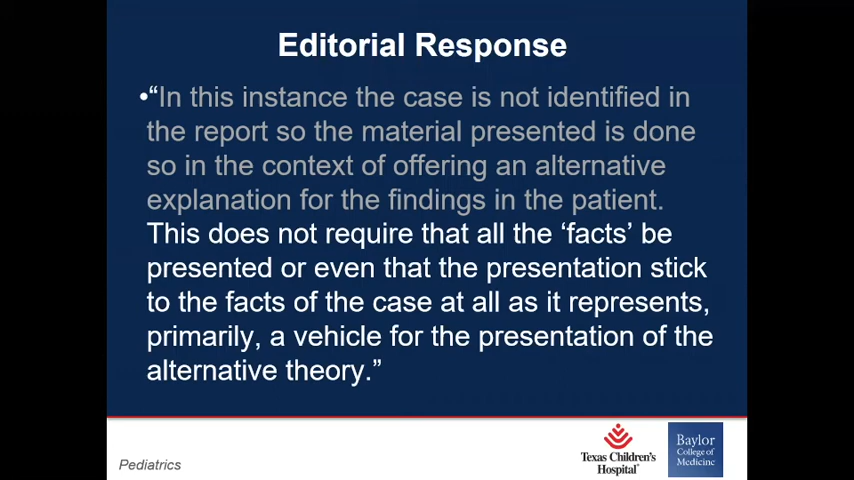 Editorial Response
•“In this instance the case is not identified in
the report so the material presented is done
so in the context of offering an alternative
explanation for the findings in the patient.
This does not require that all the ‘facts’ be
presented or even that the presentation stick
to the facts of the case at all as it represents,
primarily, a vehicle for the presentation of the
alternative theory.”
Pediatrics
Texas Children's
Hospital®
Baylor
College of
Medicine